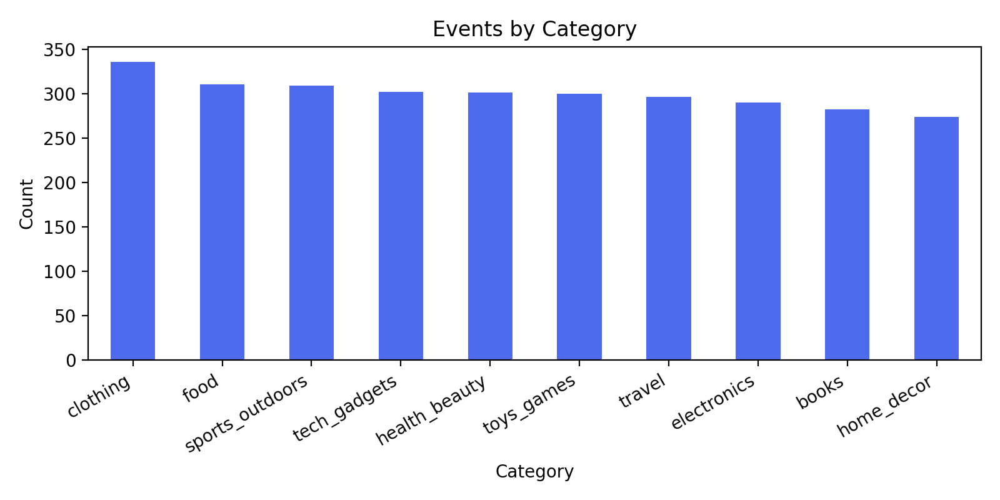 Events by Category
350
300
250
200
150
100
50
0
Count
clothing
food
sports_outdoors
tech_gadgets
health_beauty
toys_games
travel
electronics
books
home_decor
Category